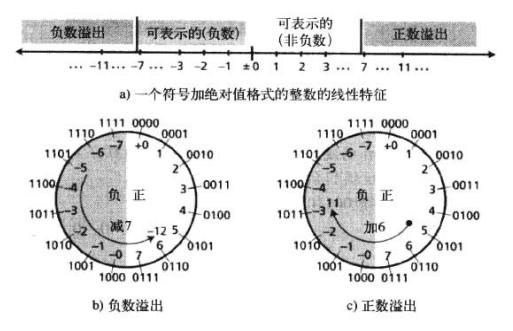 负数溢出 可表示的(负数) 可表示的 (非负数) 正数溢出
… -11… -7 … -3 -2 -1 ±0 1 2 3 … 7 … 11 …
a) 一个符号加绝对值格式的整数的线性特征
1111 0000
1110 0001
1101 0010
1100 0011
1011 0100
1010 0101
1001 0110
1000 0111
-7 +0
-6 1
-5 2
-4 负 正 3
-3 4
-2 减7 -12 5
-1 6
-0 7
b) 负数溢出
1111 0000
1110 0001
1101 0010
1100 0011
1011 0100
1010 0101
1001 0110
1000 0111
-7 +0
-6 1
-5 2
-4 负 正 3
-3 11 4
-2 加6 5
-1 6
-0 7
c) 正数溢出